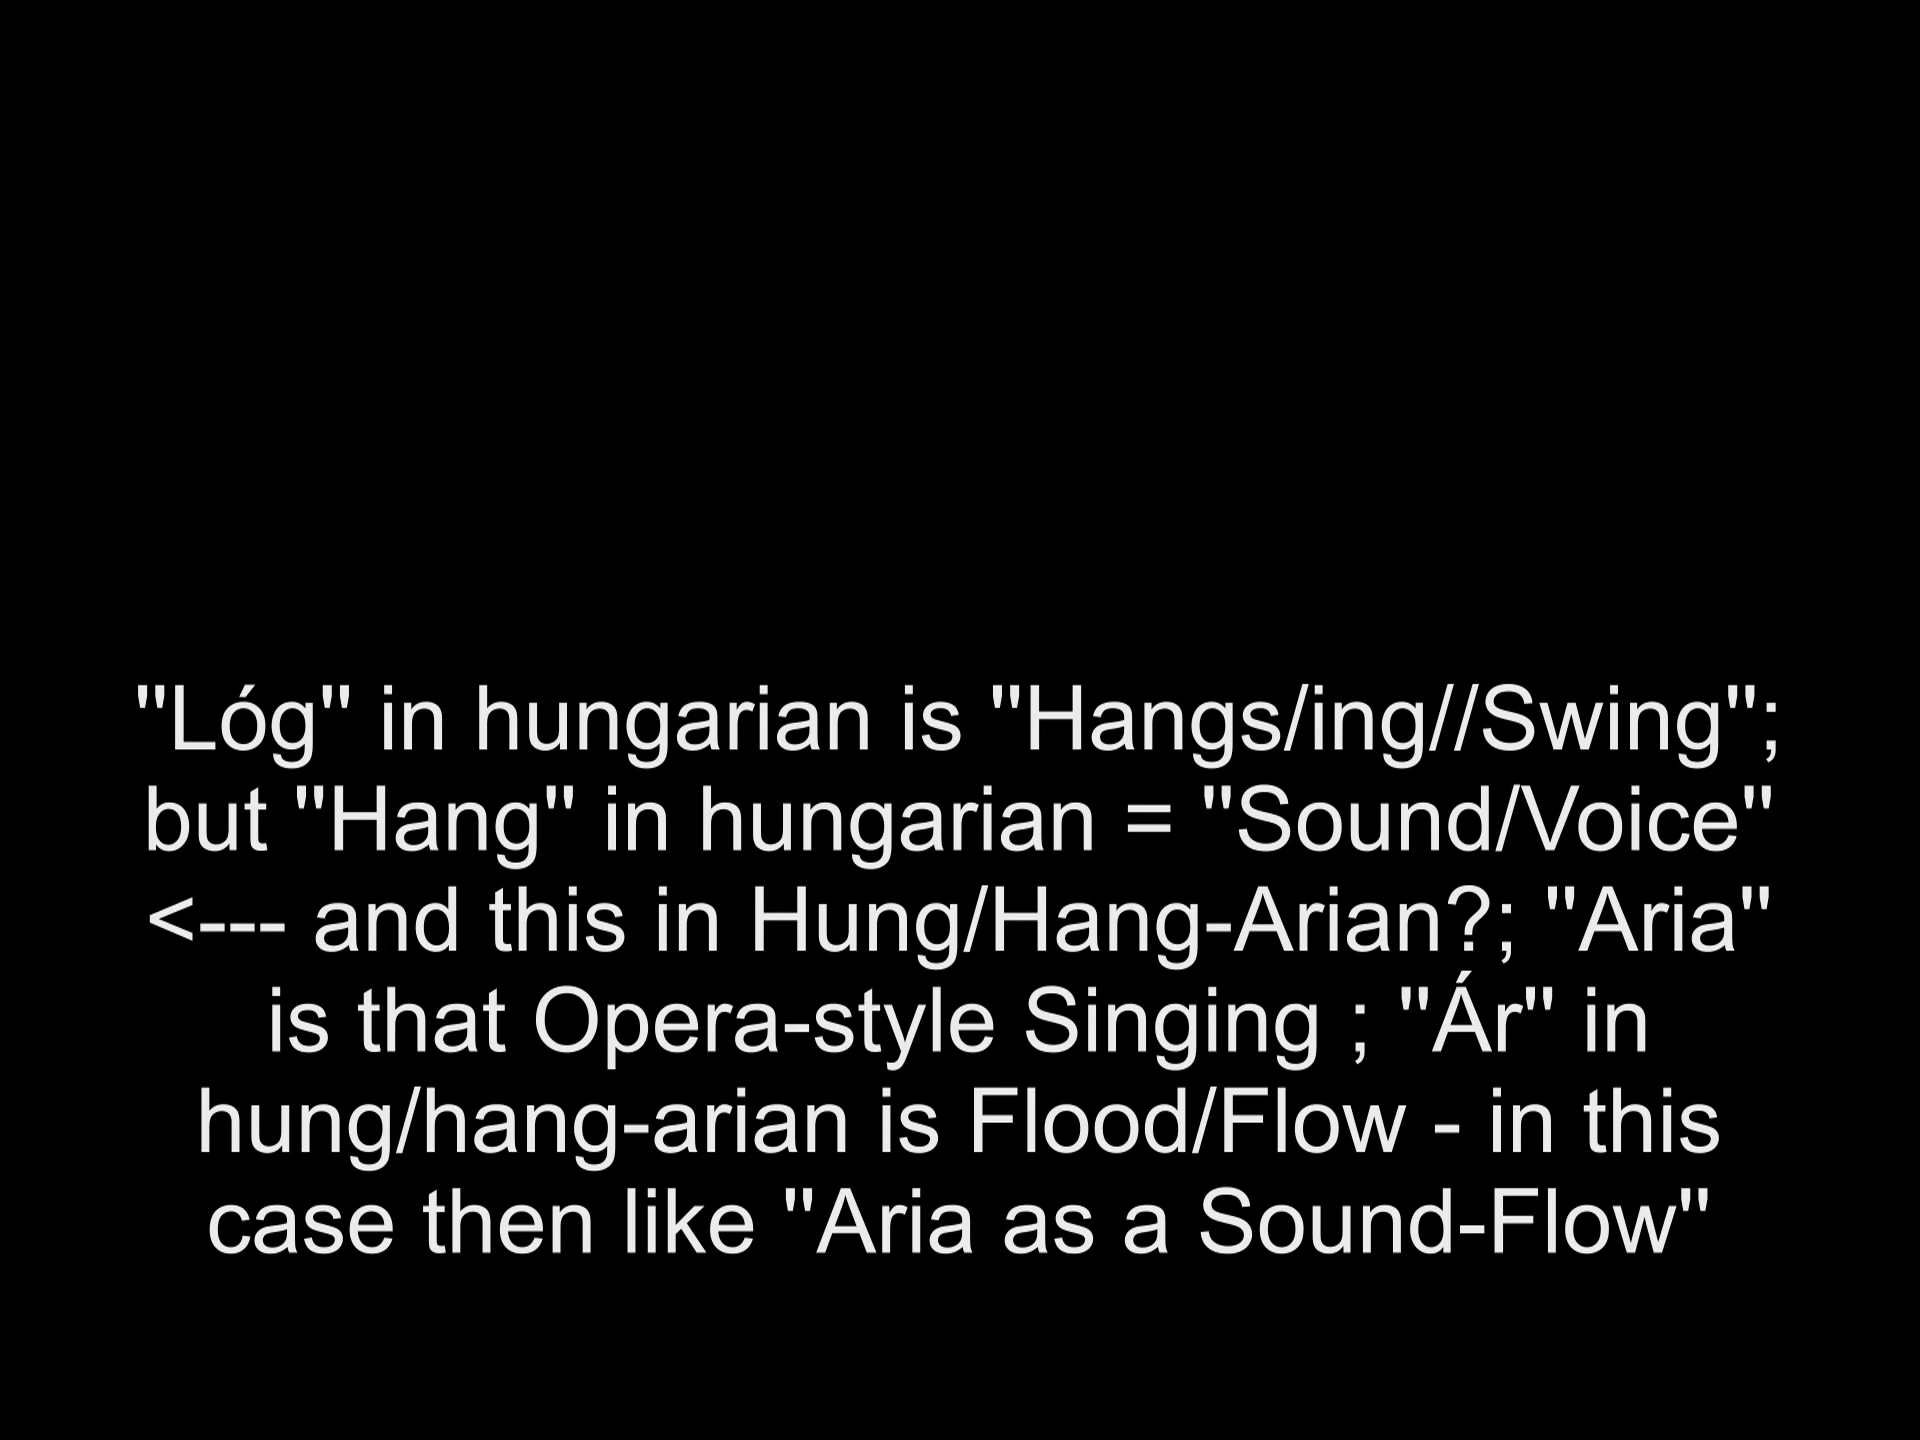 "Lóg" in hungarian is "Hangs/ing//Swing";
but "Hang" in hungarian = "Sound/Voice"
<--- and this in Hung/Hang-Arian?; "Aria"
is that Opera-style Singing ; "Ár" in
hung/hang-arian is Flood/Flow - in this
case then like "Aria as a Sound-Flow"